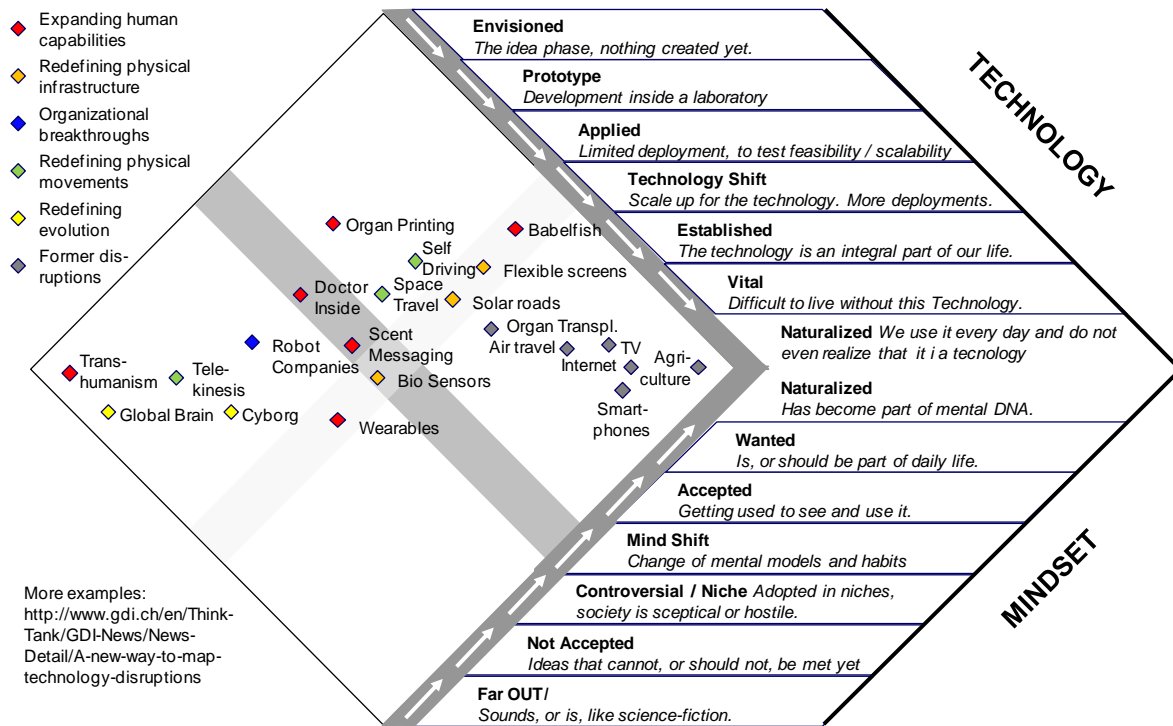 Expanding human
capabilities
Redefining physical
infrastructure
Organizational
breakthroughs
Redefining physical
movements
Redefining
evolution
Former dis-
ruptions
Organ Printing
Babelfish
Self
Driving
Flexible screens
Doctor
Inside
Space
Travel
Solar roads
Organ Transpl.
Air travel
TV
Internet
Agri-
culture
Smart-
phones
Robot
Companies
Scent
Messaging
Bio Sensors
Trans-
humanism
Tele-
kinesis
Global Brain
Cyborg
Wearables
More examples:
http://www.gdi.ch/en/Think-
Tank/GDI-News/News-
Detail/A-new-way-to-map-
technology-disruptions
TECHNOLOGY
Envisioned
The idea phase, nothing created yet.
Prototype
Development inside a laboratory
Applied
Limited deployment, to test feasibility / scalability
Technology Shift
Scale up for the technology. More deployments.
Established
The technology is an integral part of our life.
Vital
Difficult to live without this Technology.
Naturalized We use it every day and do not
even realize that it i a tecnology
Naturalized
Has become part of mental DNA.
Wanted
Is, or should be part of daily life.
Accepted
Getting used to see and use it.
Mind Shift
Change of mental models and habits
Controversial / Niche Adopted in niches,
society is sceptical or hostile.
Not Accepted
Ideas that cannot, or should not, be met yet
Far OUT/
Sounds, or is, like science-fiction.
MINDSET